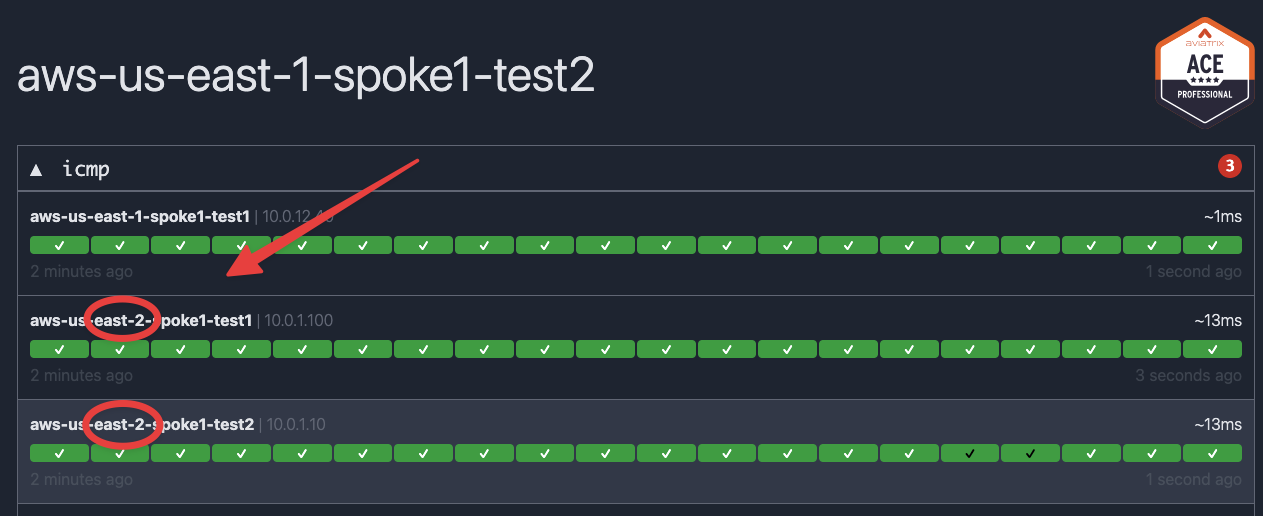 aws-us-east-1-spoke1-test2
aviatrix
ACE
PROFESSIONAL
▲ icmp 3
aws-us-east-1-spoke1-test1 | 10.0.12.40 ~1ms
2 minutes ago 1 second ago
aws-us-east-2-spoke1-test1 | 10.0.1.100 ~13ms
2 minutes ago 3 seconds ago
aws-us-east-2-spoke1-test2 | 10.0.1.10 ~13ms
2 minutes ago 1 second ago